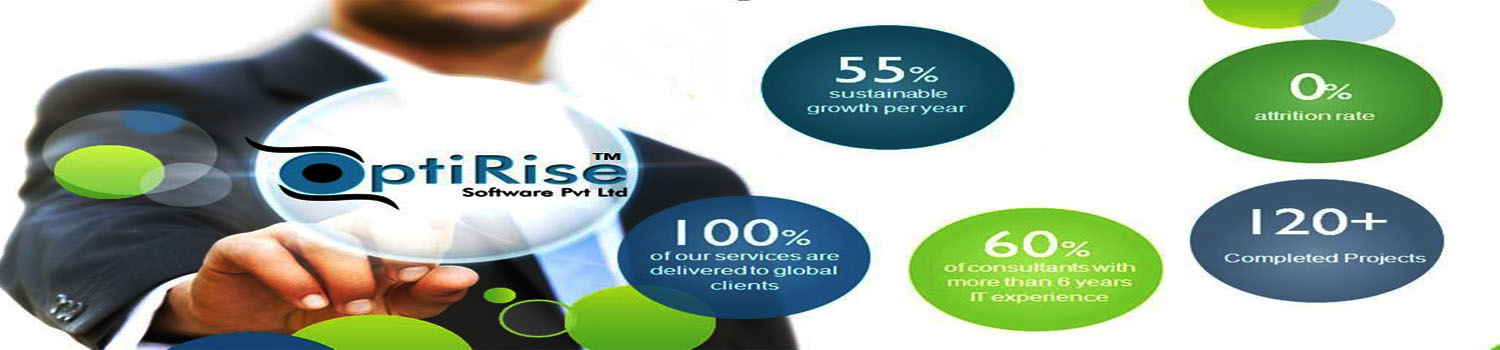 OptiRise™
Software Pvt Ltd
55%
sustainable
growth per year
0%
attrition rate
100%
of our services are
delivered to global
clients
60%
of consultants with
more than 6 years
IT experience
120+
Completed Projects